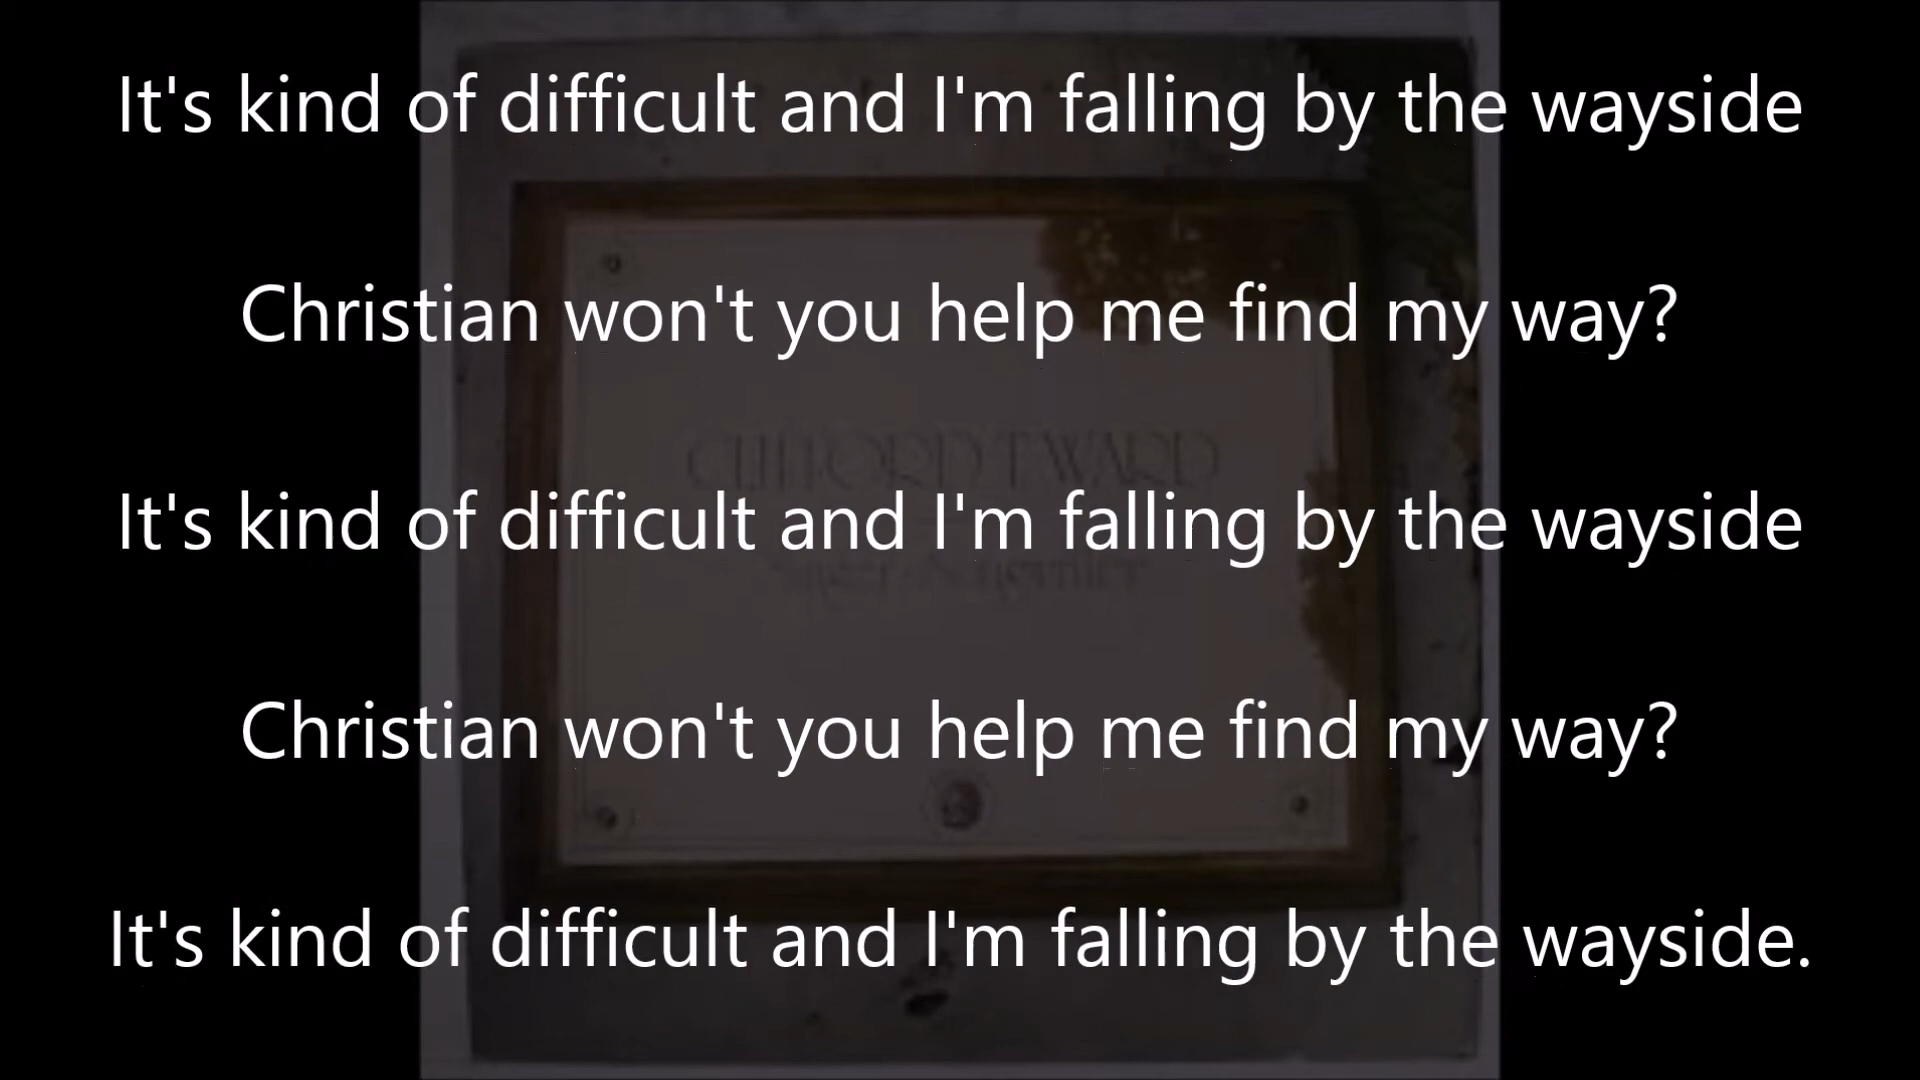 It's kind of difficult and I'm falling by the wayside
Christian won't you help me find my way?
CLIFFORD T WARD
It's kind of difficult and I'm falling by the wayside
Christian won't you help me find my way?
It's kind of difficult and I'm falling by the wayside.